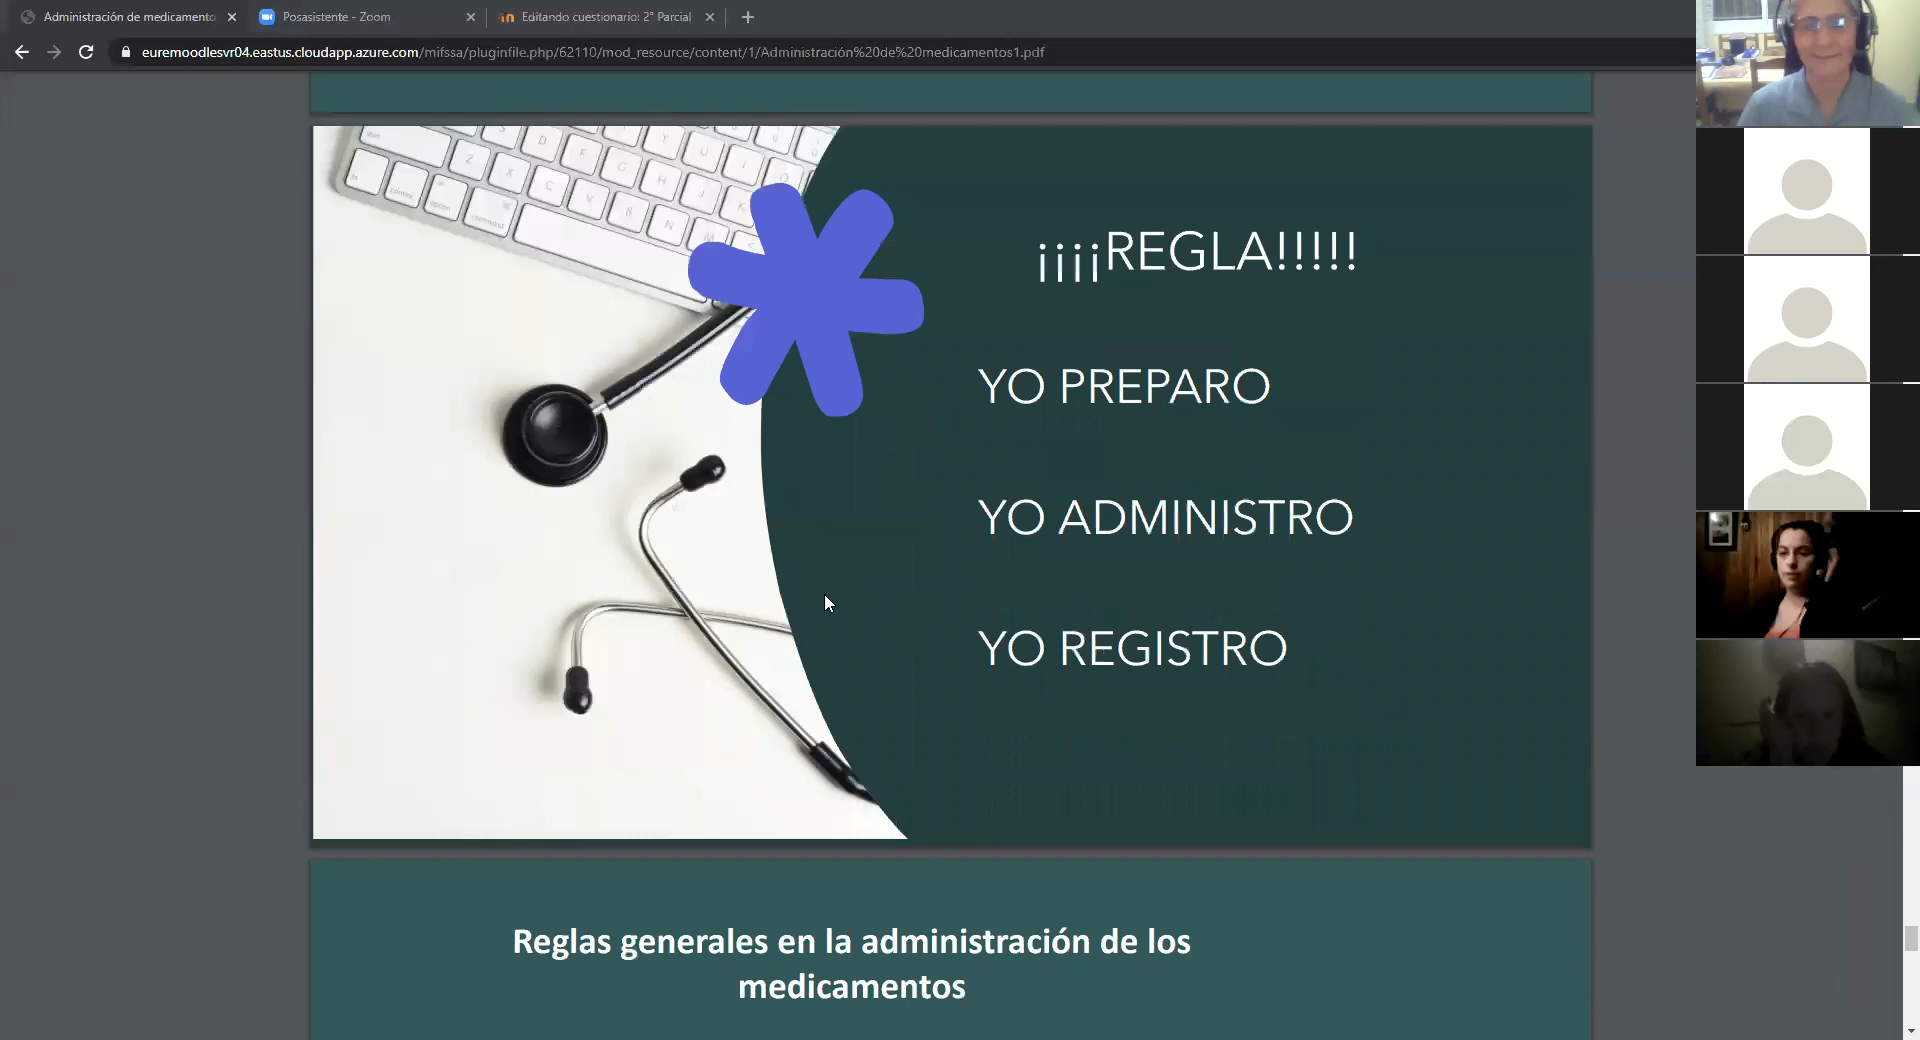 Administración de medicamento
Posasistente - Zoom
Editando cuestionario: 2° Parcial
euremoodlesvr04.eastus.cloudapp.azure.com/mifssa/pluginfile.php/62110/mod_resource/content/1/Administración%20de%20medicamentos1.pdf
¡¡¡¡REGLA!!!!!
YO PREPARO
YO ADMINISTRO
YO REGISTRO
Reglas generales en la administración de los
medicamentos